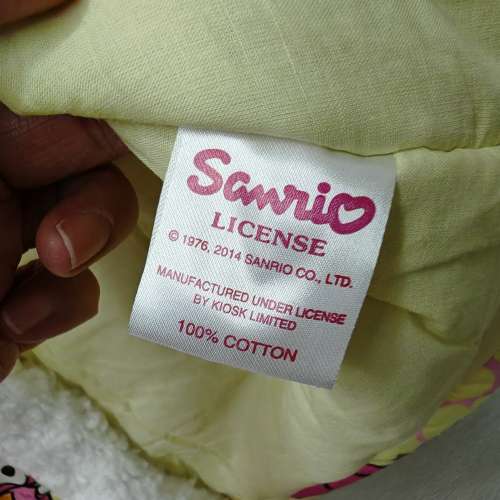 Sanrio
LICENSE
© 1976, 2014 SANRIO CO., LTD.
MANUFACTURED UNDER LICENSE
BY KIOSK LIMITED
100% COTTON